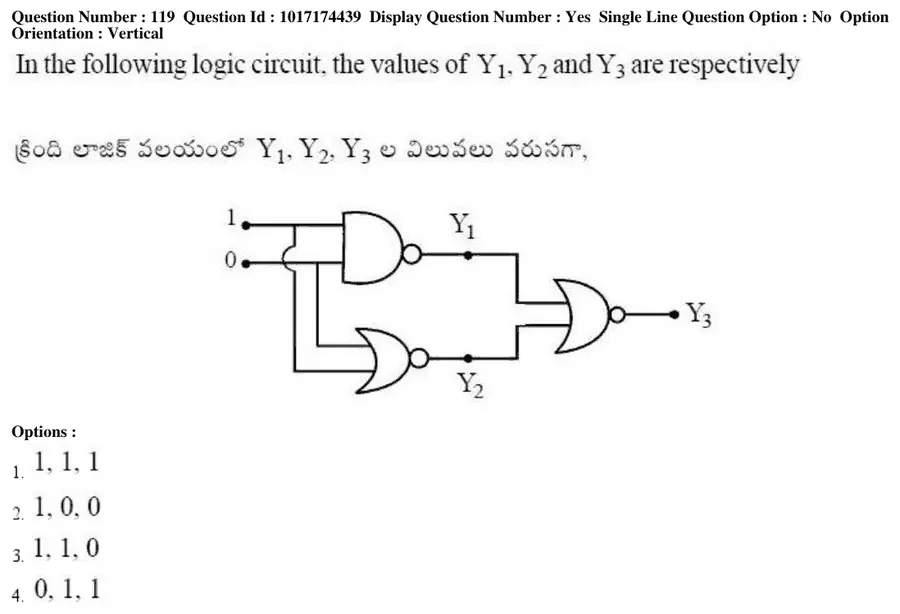 Question Number : 119 Question Id : 1017174439 Display Question Number : Yes Single Line Question Option : No Option
Orientation : Vertical
In the following logic circuit, the values of Y₁, Y₂ and Y₃ are respectively
క్రింది లాజిక్ వలయంలో Y₁, Y₂, Y₃ ల విలువలు వరుసగా,
1
Y₁
0
Y₃
Y₂
Options :
1. 1, 1, 1
2. 1, 0, 0
3. 1, 1, 0
4. 0, 1, 1